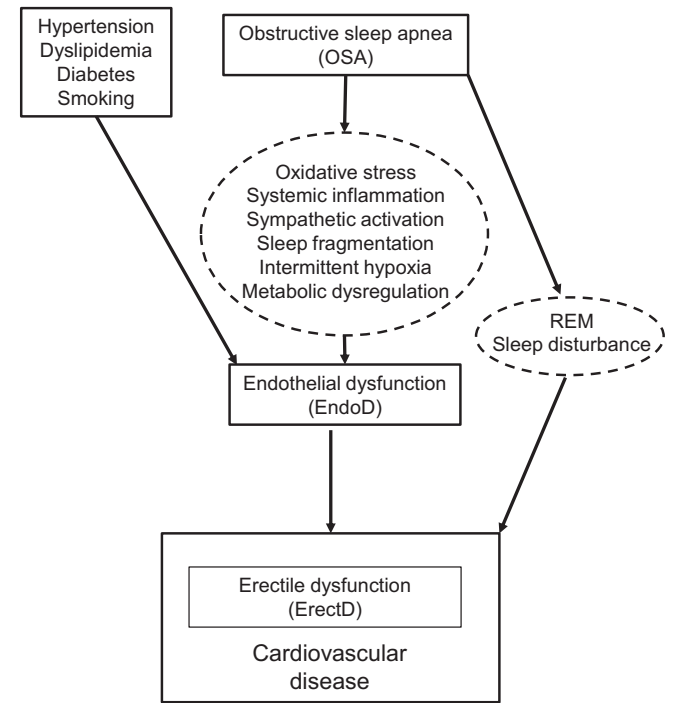 Hypertension
Dyslipidemia
Diabetes
Smoking
Obstructive sleep apnea
(OSA)
Oxidative stress
Systemic inflammation
Sympathetic activation
Sleep fragmentation
Intermittent hypoxia
Metabolic dysregulation
REM
Sleep disturbance
Endothelial dysfunction
(EndoD)
Erectile dysfunction
(ErectD)
Cardiovascular
disease